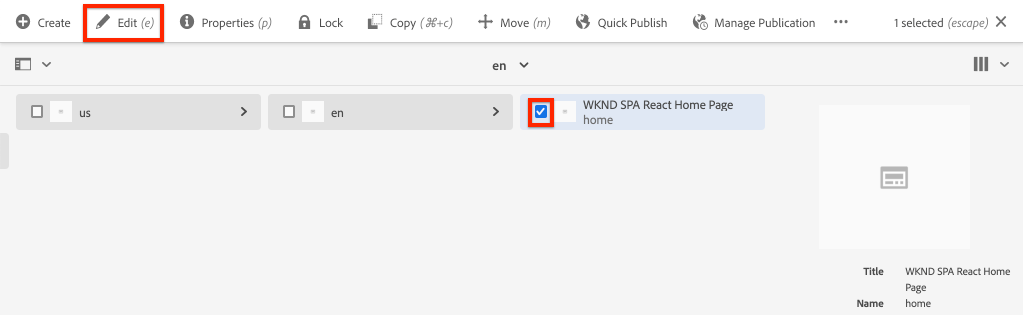 Create Edit (e) Properties (p) Lock Copy (⌘+c) Move (m) Quick Publish Manage Publication ••• 1 selected (escape)
en
us
en
WKND SPA React Home Page
home
Title WKND SPA React Home
Page
Name home